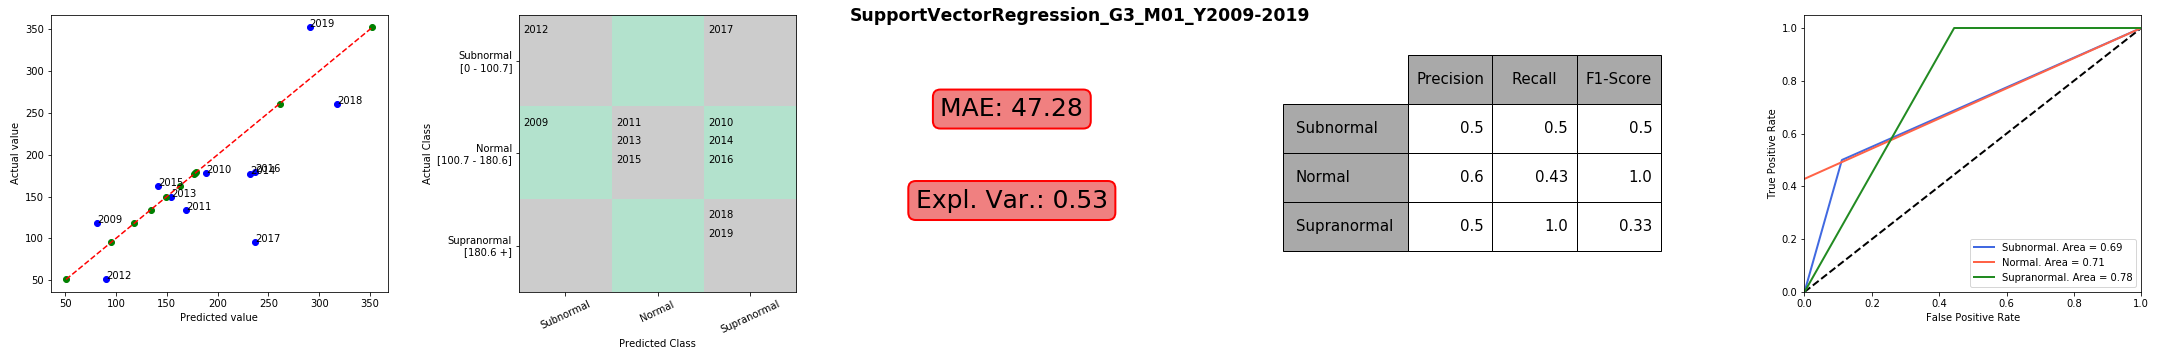 SupportVectorRegression_G3_M01_Y2009-2019
Actual value
350
300
250
200
150
100
50
2019
2018
2016
2014
2010
2015
2013
2011
2009
2017
2012
50 100 150 200 250 300 350
Predicted value
Actual Class
Subnormal
[0 - 100.7]
Normal
[100.7 - 180.6]
Supranormal
[180.6 +]
2012 2017
2009 2011 2010
2013 2014
2015 2016
2018
2019
Subnormal Normal Supranormal
Predicted Class
MAE: 47.28
Expl. Var.: 0.53
Precision Recall F1-Score
Subnormal 0.5 0.5 0.5
Normal 0.6 0.43 1.0
Supranormal 0.5 1.0 0.33
True Positive Rate
1.0
0.8
0.6
0.4
0.2
0.0
Subnormal. Area = 0.69
Normal. Area = 0.71
Supranormal. Area = 0.78
0.0 0.2 0.4 0.6 0.8 1.0
False Positive Rate